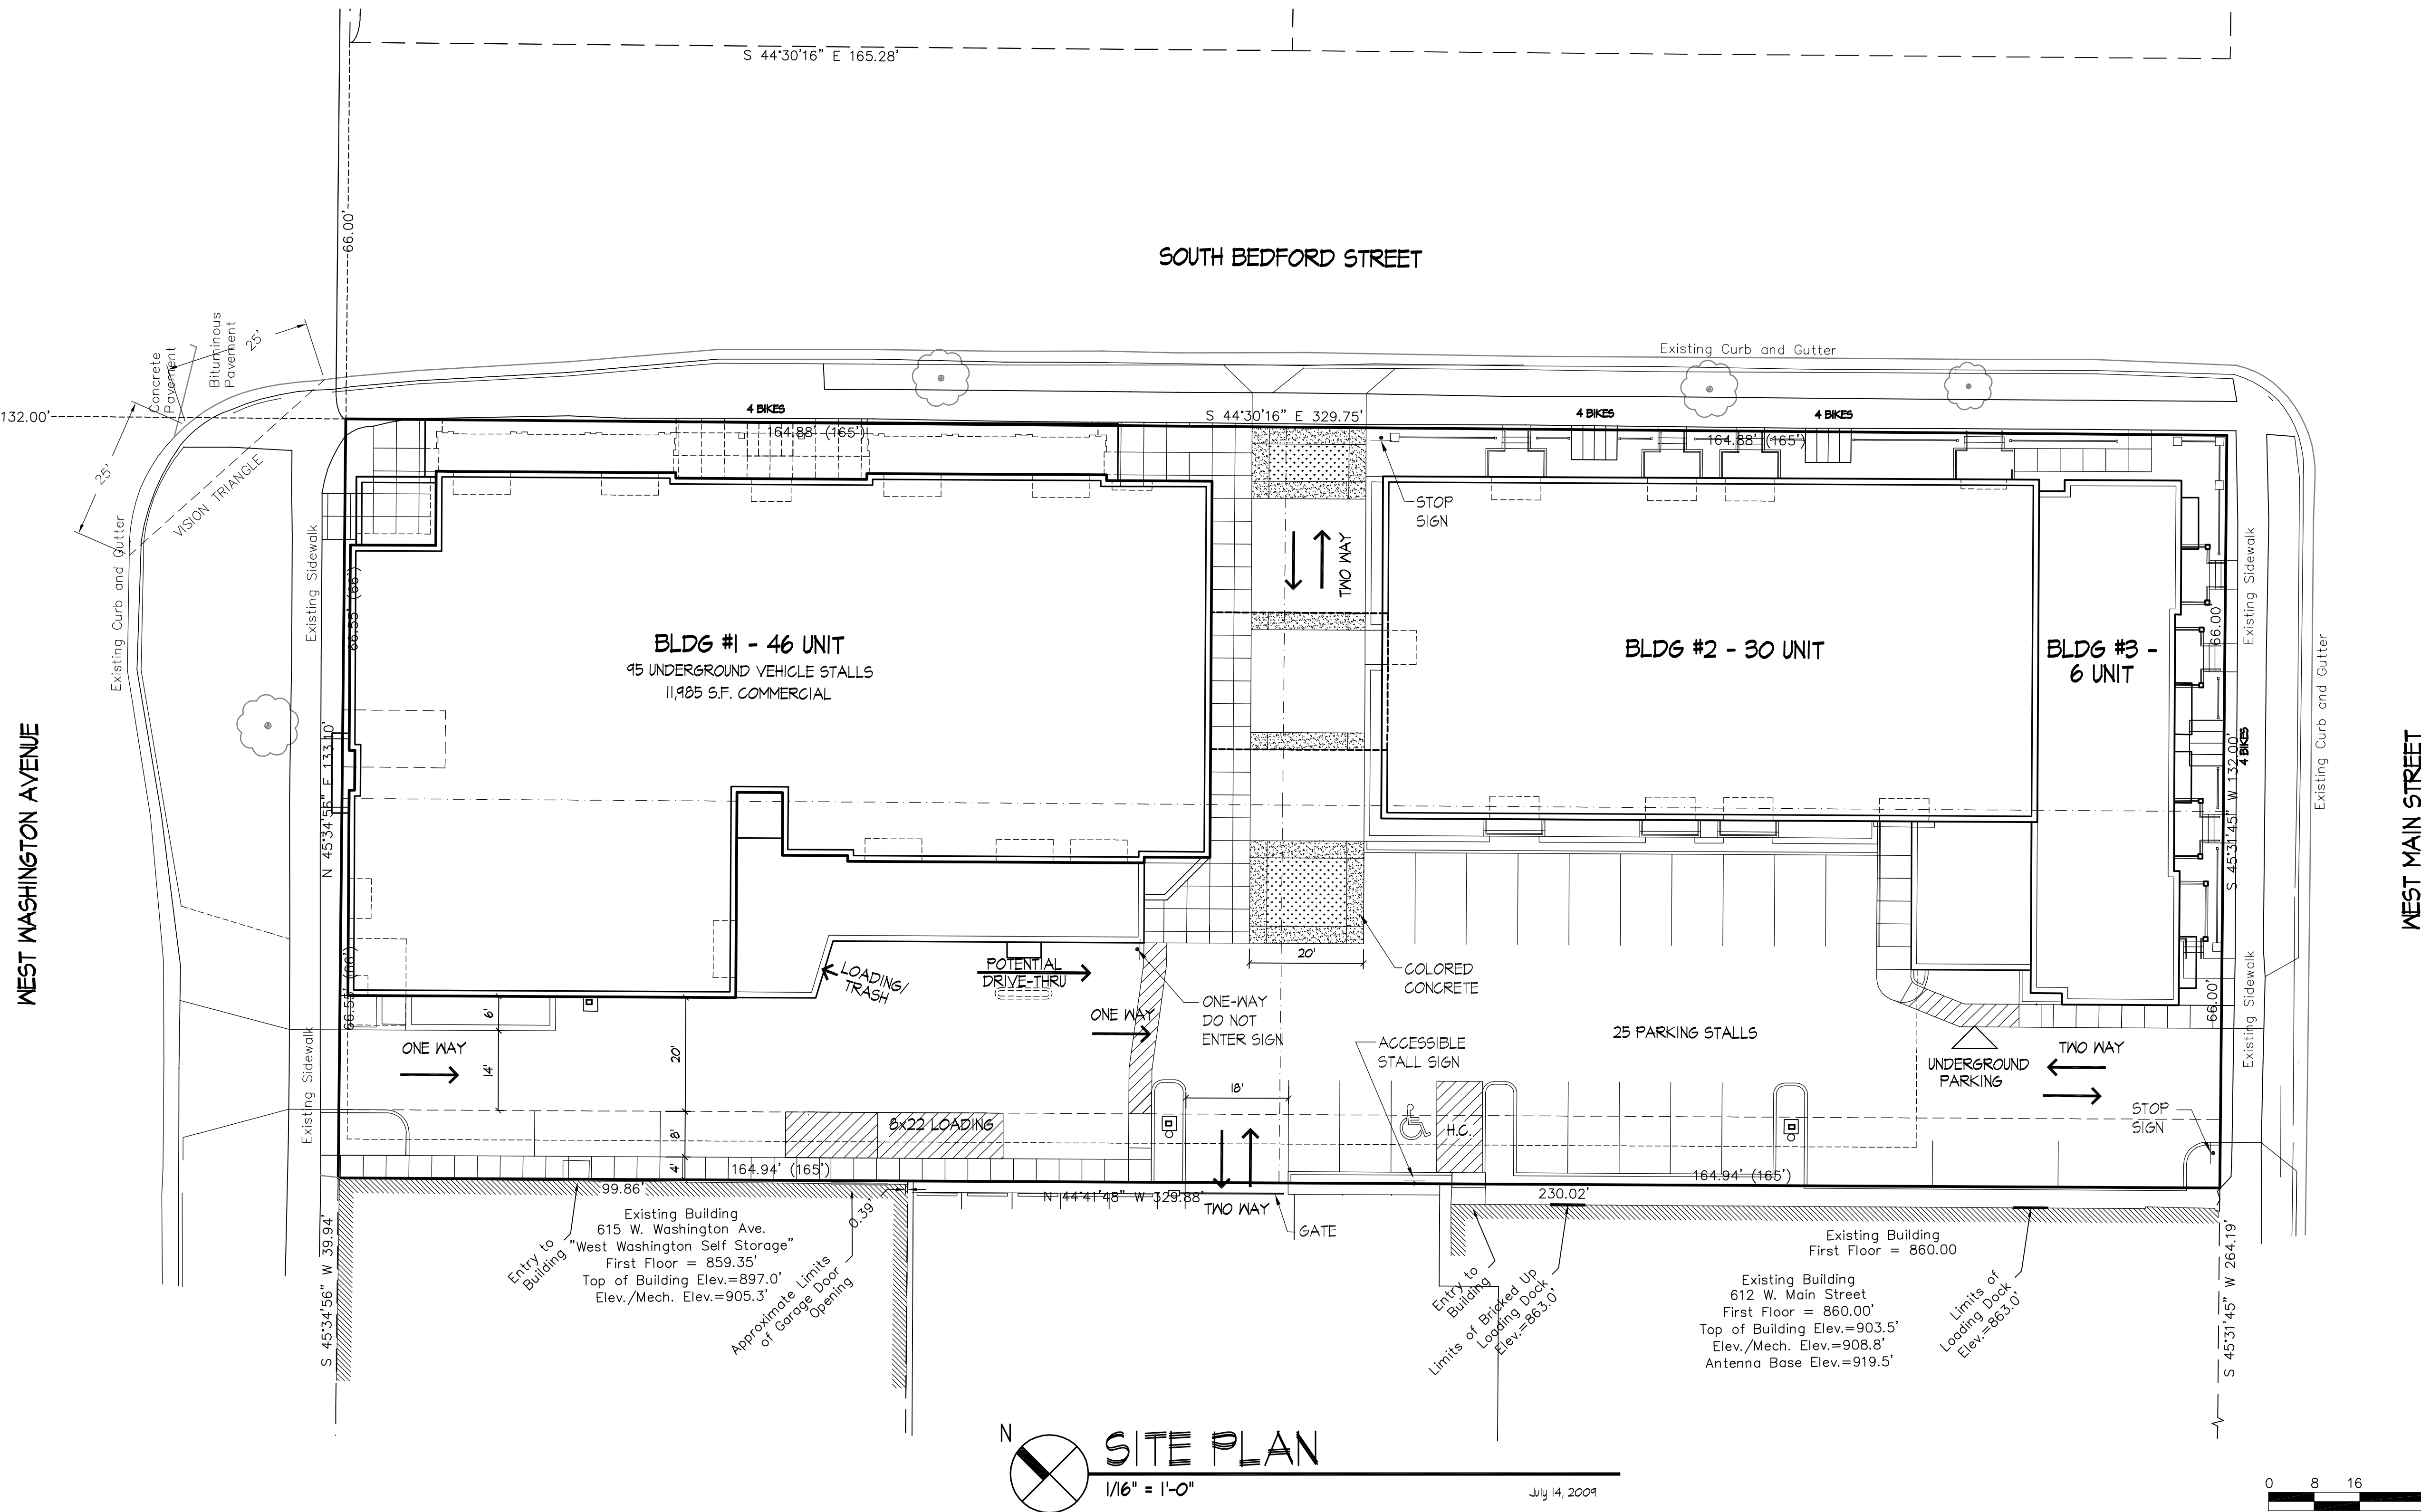 S 44°30'16" E 165.28'
66.00'
SOUTH BEDFORD STREET
Concrete
Pavement
Bituminous
Pavement
25'
25'
VISION TRIANGLE
132.00'
Existing Curb and Gutter
4 BIKES
164.88' (165')
S 44°30'16" E 329.75'
4 BIKES
4 BIKES
164.88' (165')
STOP
SIGN
TWO WAY
Existing Curb and Gutter
Existing Sidewalk
66.55' (66')
BLDG #1 - 46 UNIT
95 UNDERGROUND VEHICLE STALLS
11,985 S.F. COMMERCIAL
BLDG #2 - 30 UNIT
BLDG #3 -
6 UNIT
66.00'
Existing Sidewalk
Existing Curb and Gutter
WEST WASHINGTON AVENUE
N 45°34'56" E 133.10'
4 BIKES
S 45°31'45" W 132.00'
WEST MAIN STREET
66.55' (66')
LOADING/
TRASH
POTENTIAL
DRIVE-THRU
20'
COLORED
CONCRETE
ONE-WAY
DO NOT
ENTER SIGN
ONE WAY
ONE WAY
6'
14'
20'
8'
4'
Existing Sidewalk
ACCESSIBLE
STALL SIGN
25 PARKING STALLS
UNDERGROUND
PARKING
TWO WAY
66.00'
Existing Sidewalk
18'
8x22 LOADING
H.C.
STOP
SIGN
164.94' (165')
164.94' (165')
99.86'
N 44°41'48" W 329.88'
230.02'
TWO WAY
GATE
0.39'
S 45°34'56" W 39.94'
Entry to
Building
Existing Building
615 W. Washington Ave.
"West Washington Self Storage"
First Floor = 859.35'
Top of Building Elev.=897.0'
Elev./Mech. Elev.=905.3'
Approximate Limits
of Garage Door
Opening
Entry to
Building
Limits of Bricked Up
Loading Dock
Elev.=863.0'
Existing Building
First Floor = 860.00
Existing Building
612 W. Main Street
First Floor = 860.00'
Top of Building Elev.=903.5'
Elev./Mech. Elev.=908.8'
Antenna Base Elev.=919.5'
Limits of
Loading Dock
Elev.=863.0'
S 45°31'45" W 264.19'
N
SITE PLAN
1/16" = 1'-0"
July 14, 2009
0 8 16